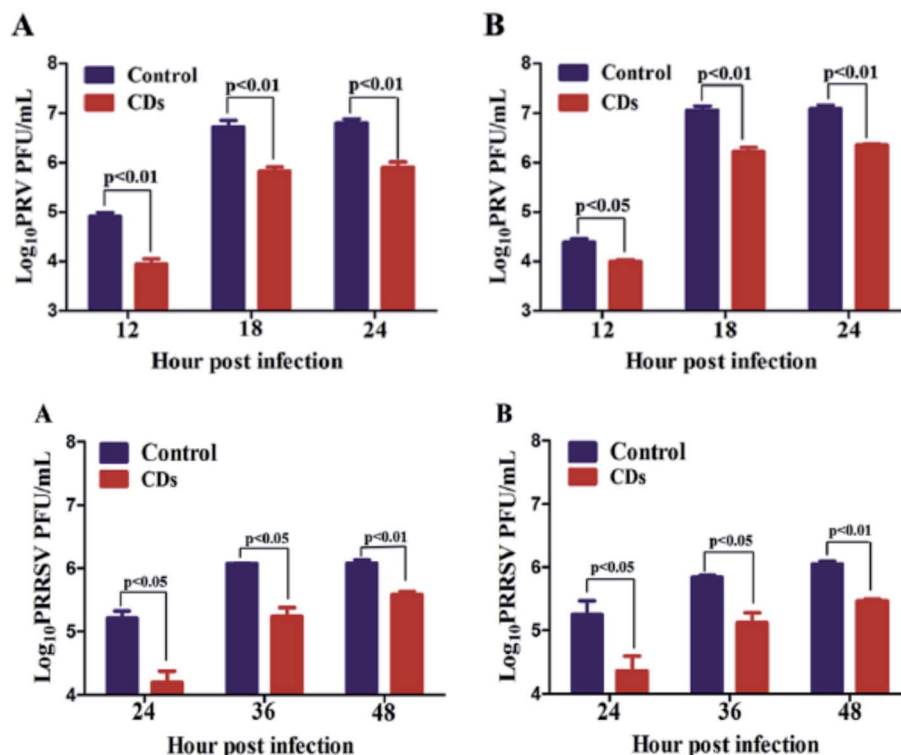 A
Control
CDs
p<0.01
p<0.01
p<0.01
Log10PRV PFU/mL
8
7
6
5
4
3
12
18
24
Hour post infection
B
Control
CDs
p<0.05
p<0.01
p<0.01
Log10PRV PFU/mL
8
7
6
5
4
3
12
18
24
Hour post infection
A
Control
CDs
p<0.05
p<0.05
p<0.01
Log10PRRSV PFU/mL
8
7
6
5
4
24
36
48
Hour post infection
B
Control
CDs
p<0.05
p<0.05
p<0.01
Log10PRRSV PFU/mL
8
7
6
5
4
24
36
48
Hour post infection